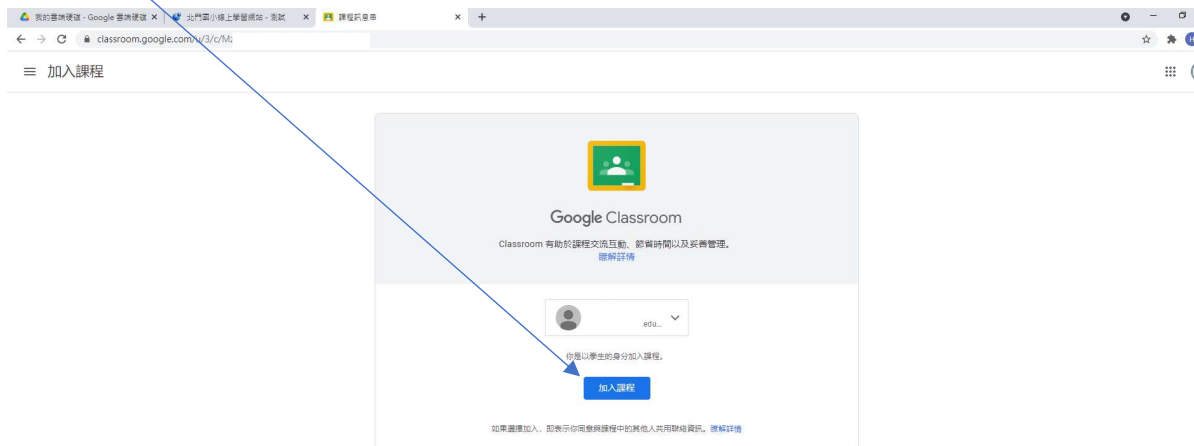 我的雲端硬碟 - Google 雲端硬碟
北門國小線上學習網站 - 測試
課程訊息串
classroom.google.com/u/3/c/Mz
加入課程
Google Classroom
Classroom 有助於課程交流互動、節省時間以及妥善管理。
瞭解詳情
.edu...
你是以學生的身分加入課程。
加入課程
如果選擇加入，即表示你同意與課程中的其他人共用聯絡資訊。瞭解詳情